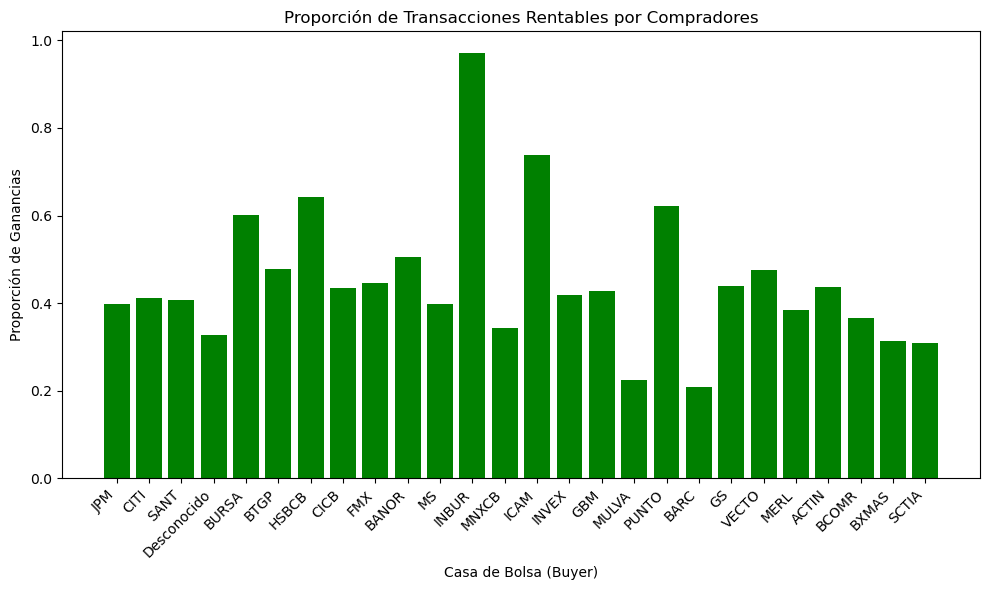 Proporción de Transacciones Rentables por Compradores
Proporción de Ganancias
1.0
0.8
0.6
0.4
0.2
0.0
JPM
CITI
SANT
Desconocido
BURSA
BTGP
HSBCB
CICB
FMX
BANOR
MS
INBUR
MNXCB
ICAM
INVEX
GBM
MULVA
PUNTO
BARC
GS
VECTO
MERL
ACTIN
BCOMR
BXMAS
SCTIA
Casa de Bolsa (Buyer)